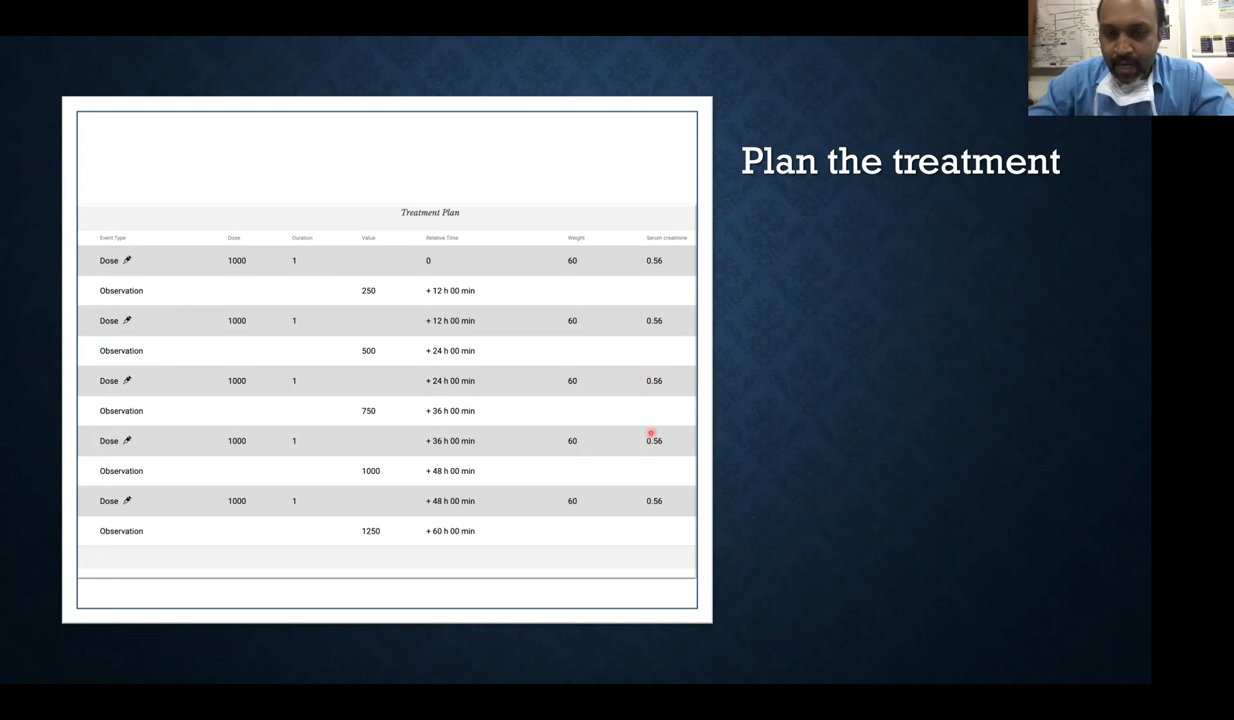 Plan the treatment
Treatment Plan
Event Type Dose Duration Value Relative Time Weight Serum creatinine
Dose 1000 1 0 60 0.56
Observation 250 + 12 h 00 min
Dose 1000 1 + 12 h 00 min 60 0.56
Observation 500 + 24 h 00 min
Dose 1000 1 + 24 h 00 min 60 0.56
Observation 750 + 36 h 00 min
Dose 1000 1 + 36 h 00 min 60 0.56
Observation 1000 + 48 h 00 min
Dose 1000 1 + 48 h 00 min 60 0.56
Observation 1250 + 60 h 00 min